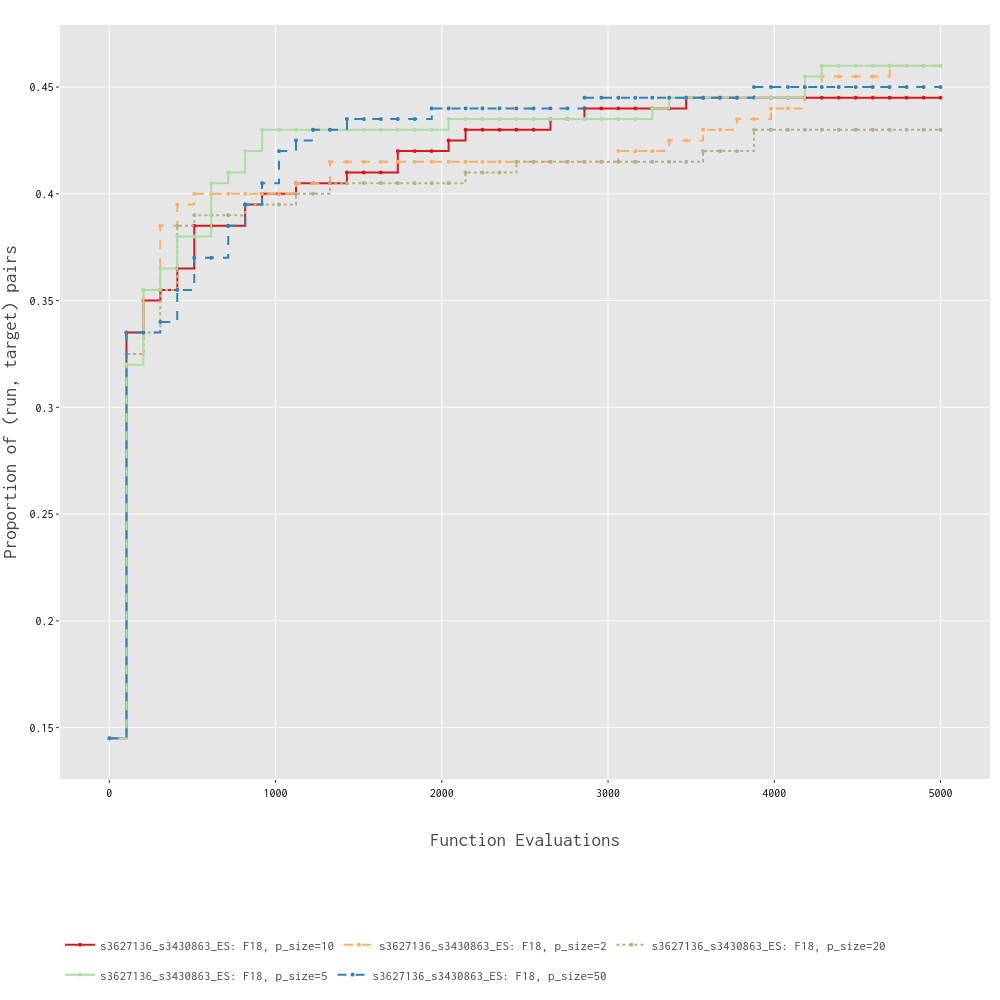 0.45
0.4
0.35
0.3
0.25
0.2
0.15
Proportion of (run, target) pairs
0 1000 2000 3000 4000 5000
Function Evaluations
s3627136_s3430863_ES: F18, p_size=10 s3627136_s3430863_ES: F18, p_size=2 s3627136_s3430863_ES: F18, p_size=20
s3627136_s3430863_ES: F18, p_size=5 s3627136_s3430863_ES: F18, p_size=50